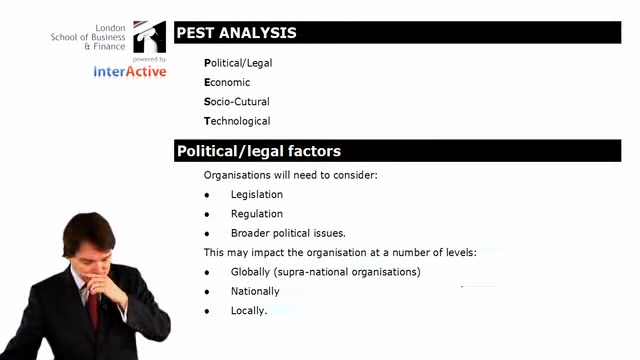 London
School of Business
& Finance
powered by
InterActive
PEST ANALYSIS
Political/Legal
Economic
Socio-Cutural
Technological
Political/legal factors
Organisations will need to consider:
● Legislation
● Regulation
● Broader political issues.
This may impact the organisation at a number of levels:
● Globally (supra-national organisations)
● Nationally
● Locally.